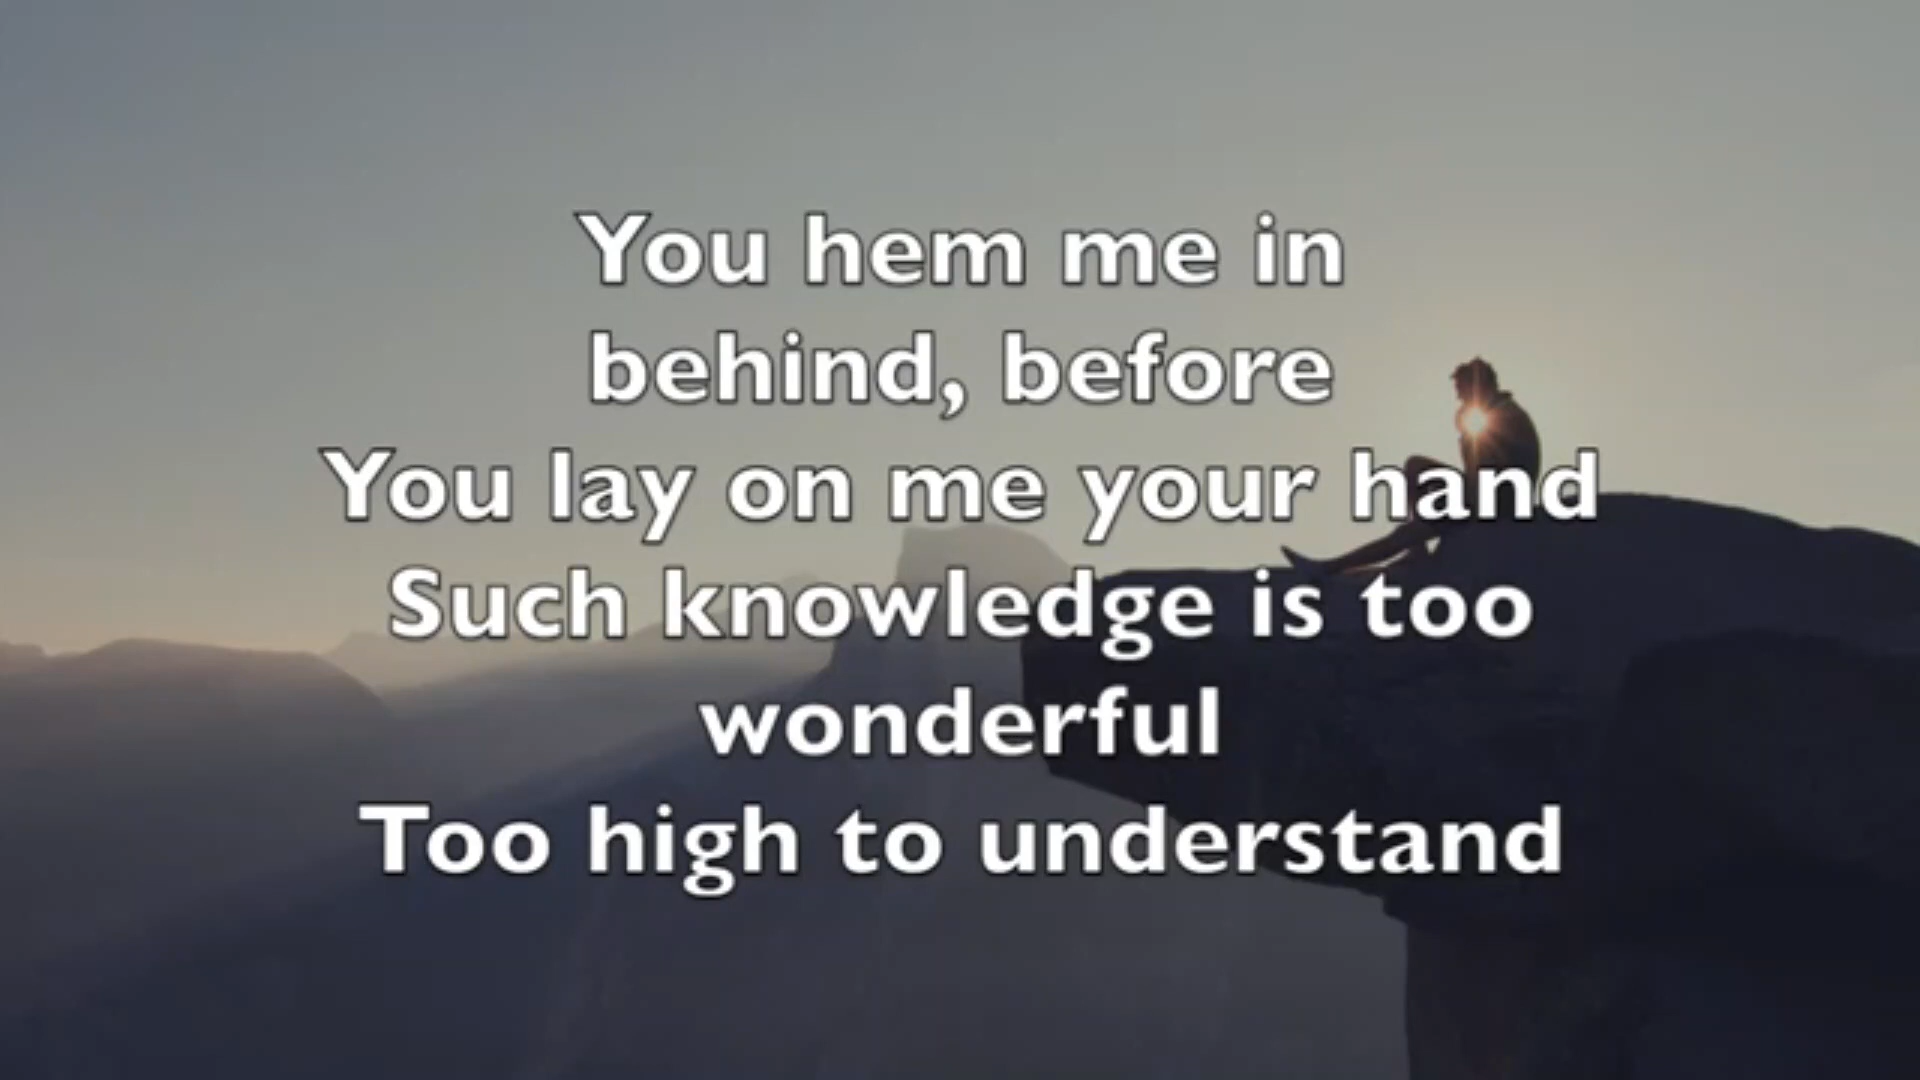 You hem me in
behind, before
You lay on me your hand
Such knowledge is too
wonderful
Too high to understand